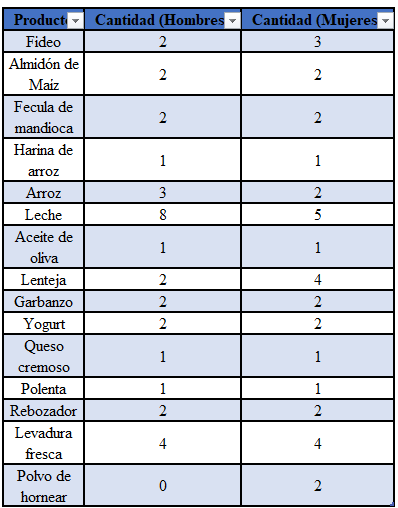 Product Cantidad (Hombres Cantidad (Mujeres
Fideo 2 3
Almidón de
Maiz 2 2
Fecula de
mandioca 2 2
Harina de
arroz 1 1
Arroz 3 2
Leche 8 5
Aceite de
oliva 1 1
Lenteja 2 4
Garbanzo 2 2
Yogurt 2 2
Queso
cremoso 1 1
Polenta 1 1
Rebozador 2 2
Levadura
fresca 4 4
Polvo de
hornear 0 2